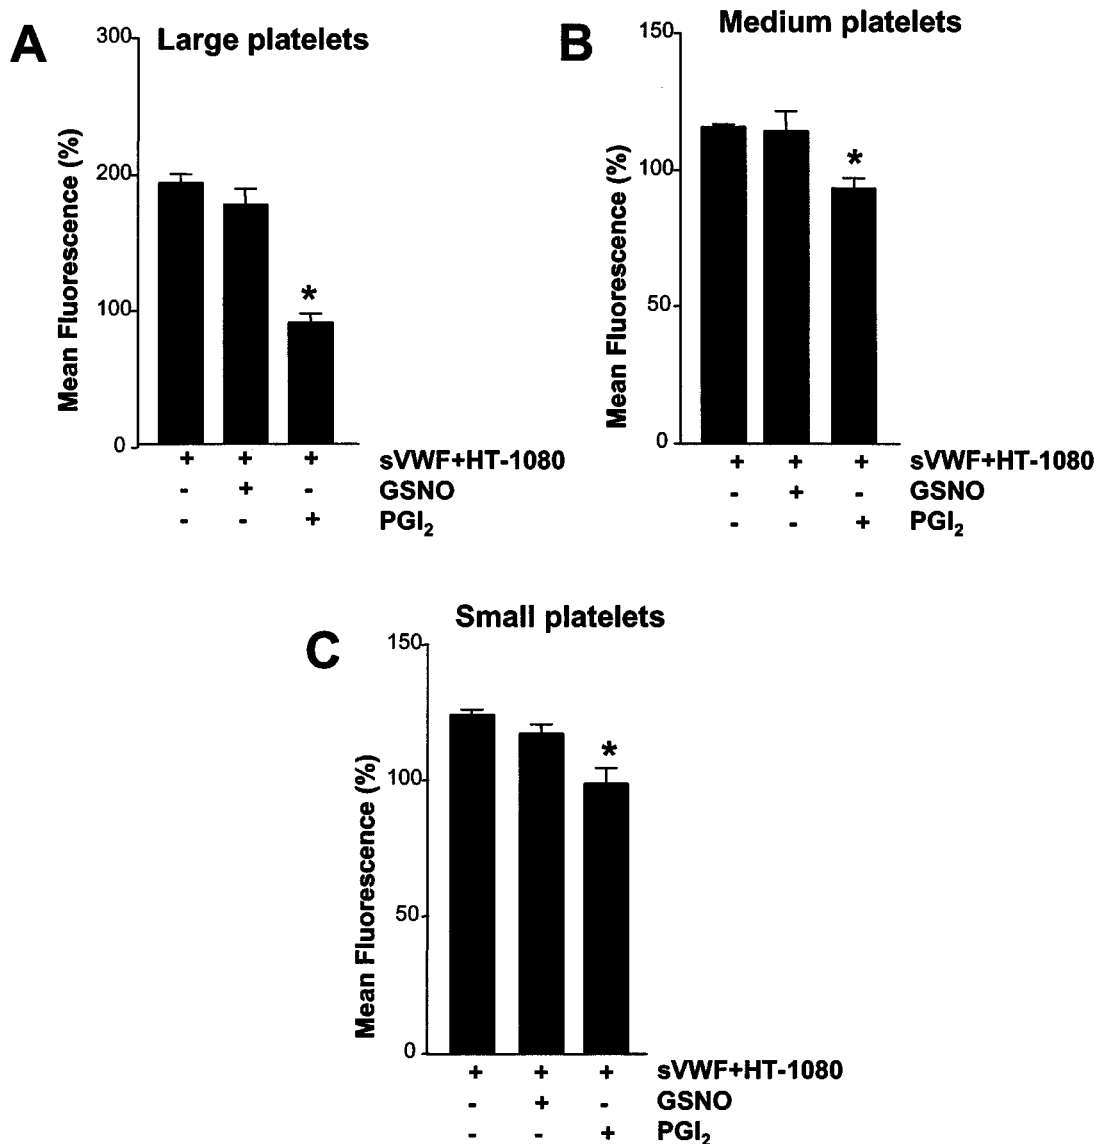 A
Large platelets
300
200
100
0
Mean Fluorescence (%)
+ + + sVWF+HT-1080
- + - GSNO
- - + PGI₂
B
Medium platelets
150
100
50
0
Mean Fluorescence (%)
*
+ + + sVWF+HT-1080
- + - GSNO
- - + PGI₂
C
Small platelets
150
100
50
0
Mean Fluorescence (%)
*
+ + + sVWF+HT-1080
- + - GSNO
- - + PGI₂